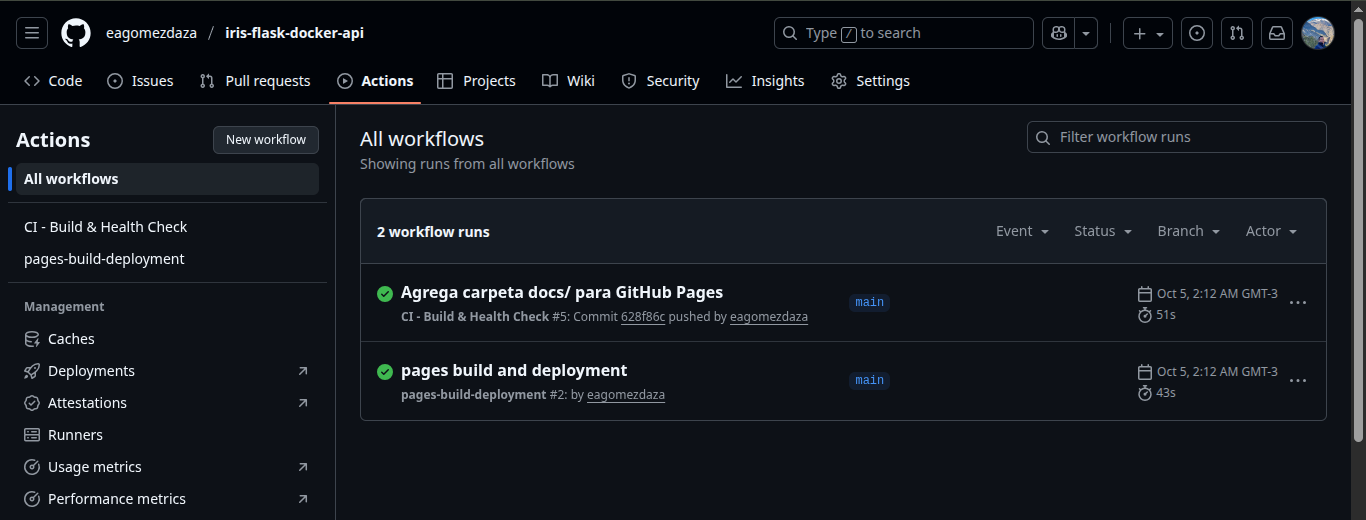 eagomezdaza / iris-flask-docker-api
Type / to search
Code Issues Pull requests Actions Projects Wiki Security Insights Settings
Actions
New workflow
All workflows
CI - Build & Health Check
pages-build-deployment
Management
Caches
Deployments
Attestations
Runners
Usage metrics
Performance metrics
All workflows
Showing runs from all workflows
Filter workflow runs
2 workflow runs
Event Status Branch Actor
Agrega carpeta docs/ para GitHub Pages
CI - Build & Health Check #5: Commit 628f86c pushed by eagomezdaza
main
Oct 5, 2:12 AM GMT-3
51s
pages build and deployment
pages-build-deployment #2: by eagomezdaza
main
Oct 5, 2:12 AM GMT-3
43s